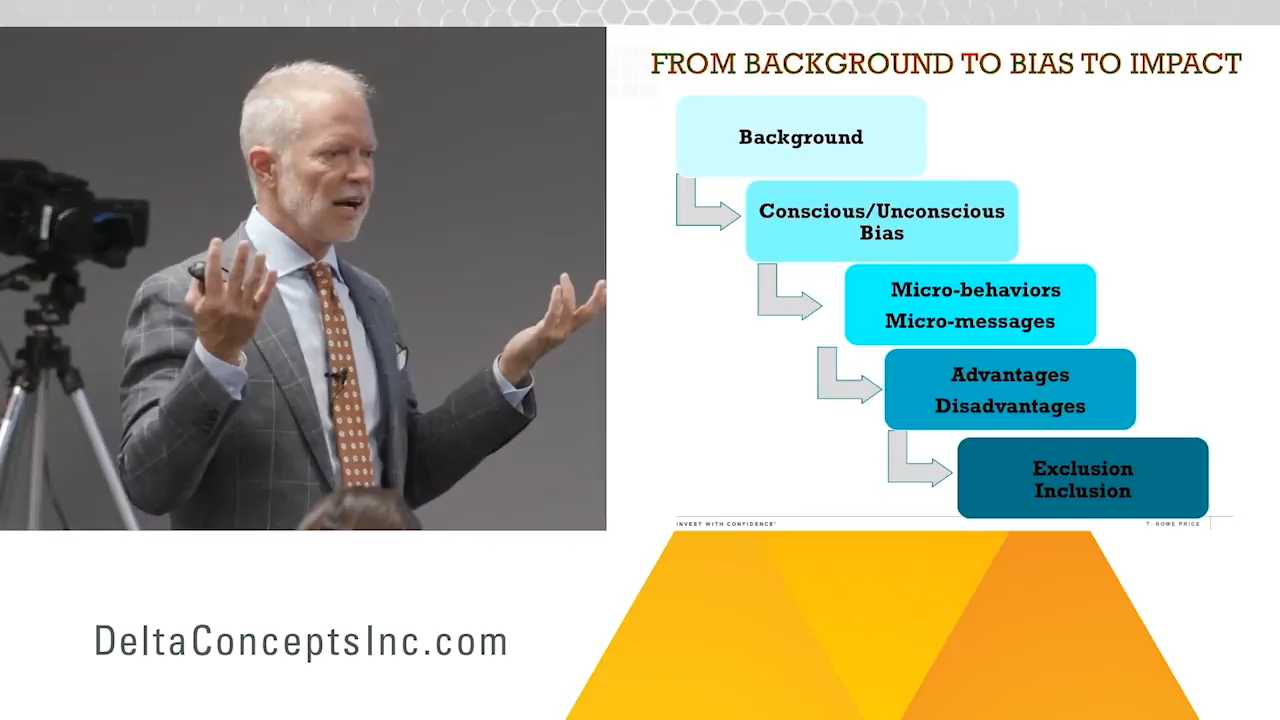 FROM BACKGROUND TO BIAS TO IMPACT
Background
Conscious/Unconscious
Bias
Micro-behaviors
Micro-messages
Advantages
Disadvantages
Exclusion
Inclusion
INVEST WITH CONFIDENCE®
T. ROWE PRICE
DeltaConceptsInc.com